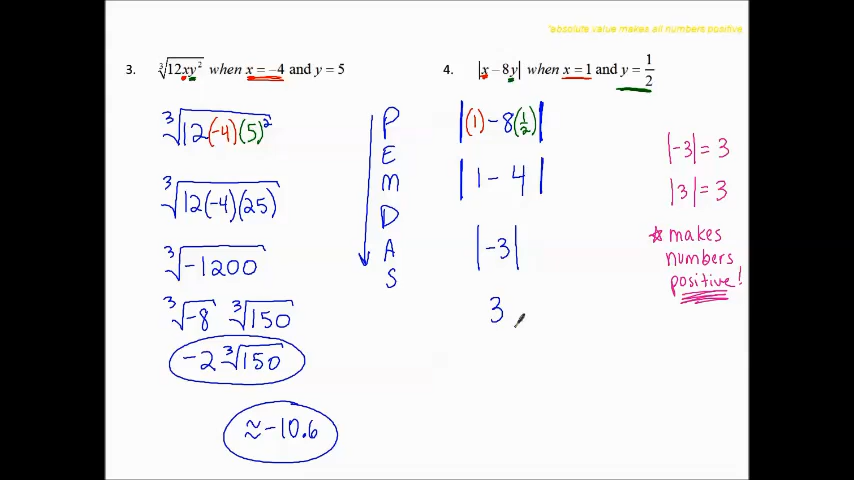 *absolute value makes all numbers positive
3. ∛12xy² when x = −4 and y = 5
∛12(-4)(5)²
∛12(-4)(25)
∛-1200
∛-8 ∛150
-2 ∛150
≈ -10.6
P
E
M
D
A
S
4. |x − 8y| when x = 1 and y = 1/2
|(1) - 8(1/2)|
|1 - 4|
|-3|
3
|-3| = 3
|3| = 3
* makes
numbers
positive!